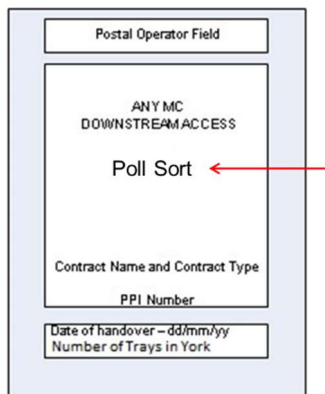 Postal Operator Field
ANY MC
DOWNSTREAM ACCESS
Poll Sort
Contract Name and Contract Type
PPI Number
Date of handover – dd/mm/yy
Number of Trays in York